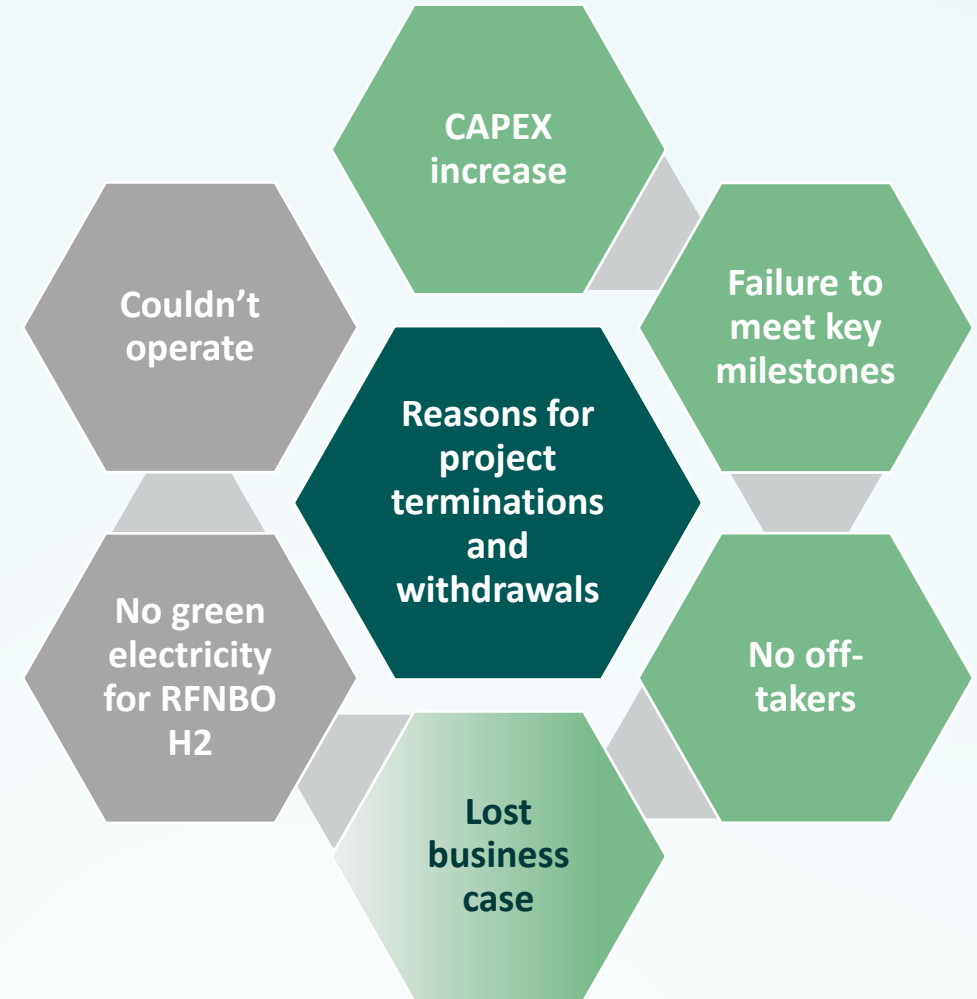 CAPEX
increase
Failure to
meet key
milestones
No off-
takers
Lost
business
case
No green
electricity
for RFNBO
H2
Couldn’t
operate
Reasons for
project
terminations
and
withdrawals